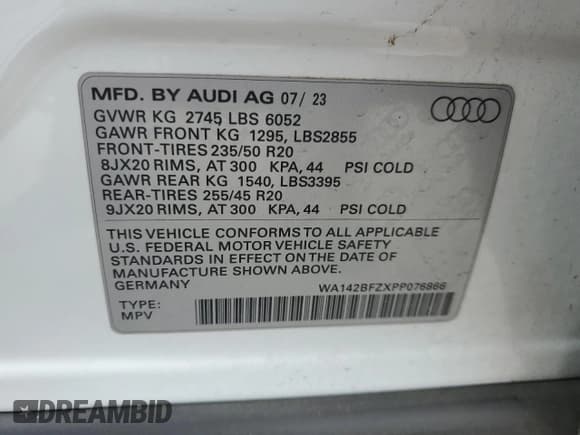 MFD. BY AUDI AG 07/ 23
GVWR KG 2745 LBS 6052
GAWR FRONT KG 1295, LBS2855
FRONT-TIRES 235/50 R20
8JX20 RIMS, AT 300 KPA, 44 PSI COLD
GAWR REAR KG 1540, LBS3395
REAR-TIRES 255/45 R20
9JX20 RIMS, AT 300 KPA, 44 PSI COLD
THIS VEHICLE CONFORMS TO ALL APPLICABLE
U.S. FEDERAL MOTOR VEHICLE SAFETY
STANDARDS IN EFFECT ON THE DATE OF
MANUFACTURE SHOWN ABOVE.
GERMANY WA142BFZXPP076866
TYPE:
MPV
DREAMBID